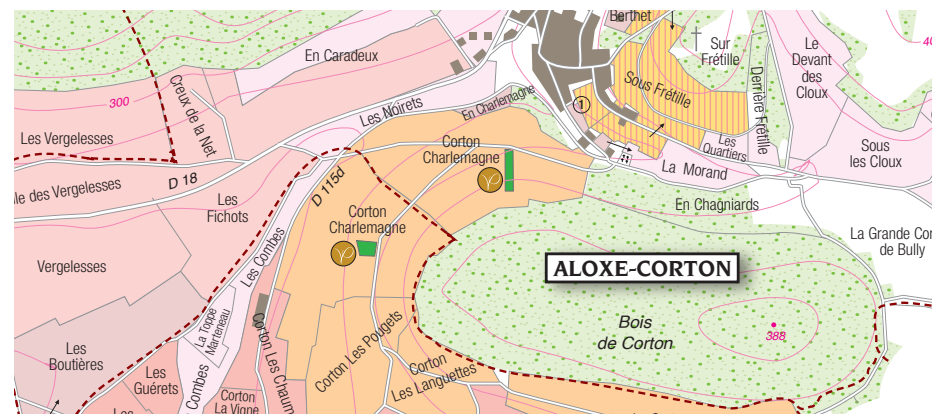 Berthet
Sur
Frétille
Le
Devant
des
Cloux
En Caradeux
Sous Frétille
Derrière Frétille
300
Creux de la Net
Les Noirets
En Charlemagne
1
Les Vergelesses
Corton
Charlemagne
Les
Quartiers
Sous
les Cloux
La Morand
D 18
D 115d
Les
Fichots
Corton
Charlemagne
En Chagniards
La Grande Cor
de Bully
Vergelesses
Les Combes
ALOXE-CORTON
La Toppe
Marteneau
Corton Les Pougets
Bois
de Corton
388
Les
Boutières
Corton Les Chaum
Corton
Les Languettes
Les
Guérets
Combes
Corton
La Vigne